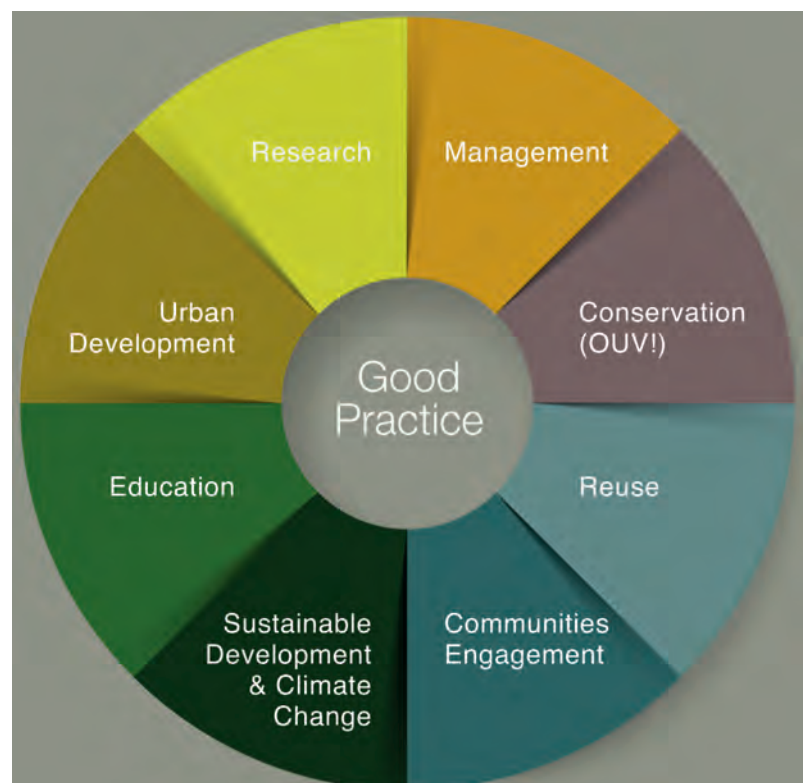 Research
Management
Conservation
(OUV!)
Reuse
Communities
Engagement
Sustainable
Development
& Climate
Change
Education
Urban
Development
Good
Practice